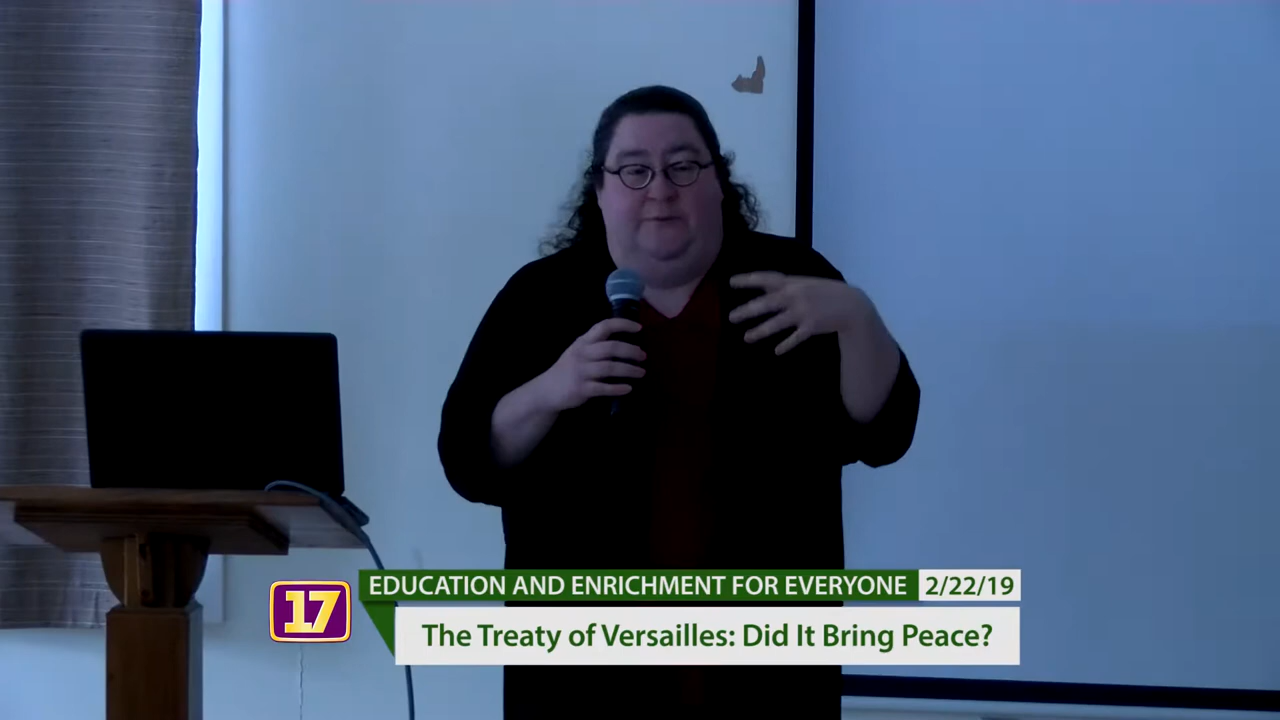 17
EDUCATION AND ENRICHMENT FOR EVERYONE 2/22/19
The Treaty of Versailles: Did It Bring Peace?